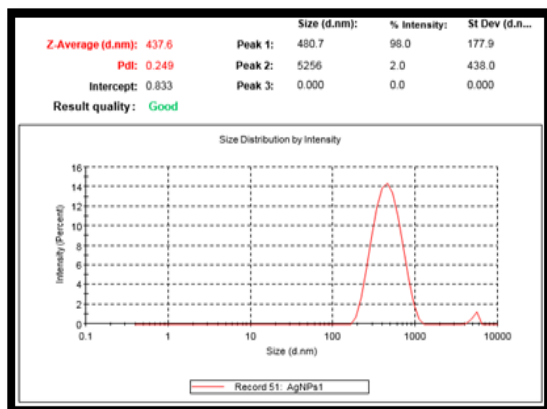 Size (d.nm): % Intensity: St Dev (d.n...
Z-Average (d.nm): 437.6 Peak 1: 480.7 98.0 177.9
PdI: 0.249 Peak 2: 5256 2.0 438.0
Intercept: 0.833 Peak 3: 0.000 0.0 0.000
Result quality: Good
Size Distribution by Intensity
Intensity (Percent)
16
14
12
10
8
6
4
2
0
0.1 1 10 100 1000 10000
Size (d.nm)
Record 51: AgNPs1